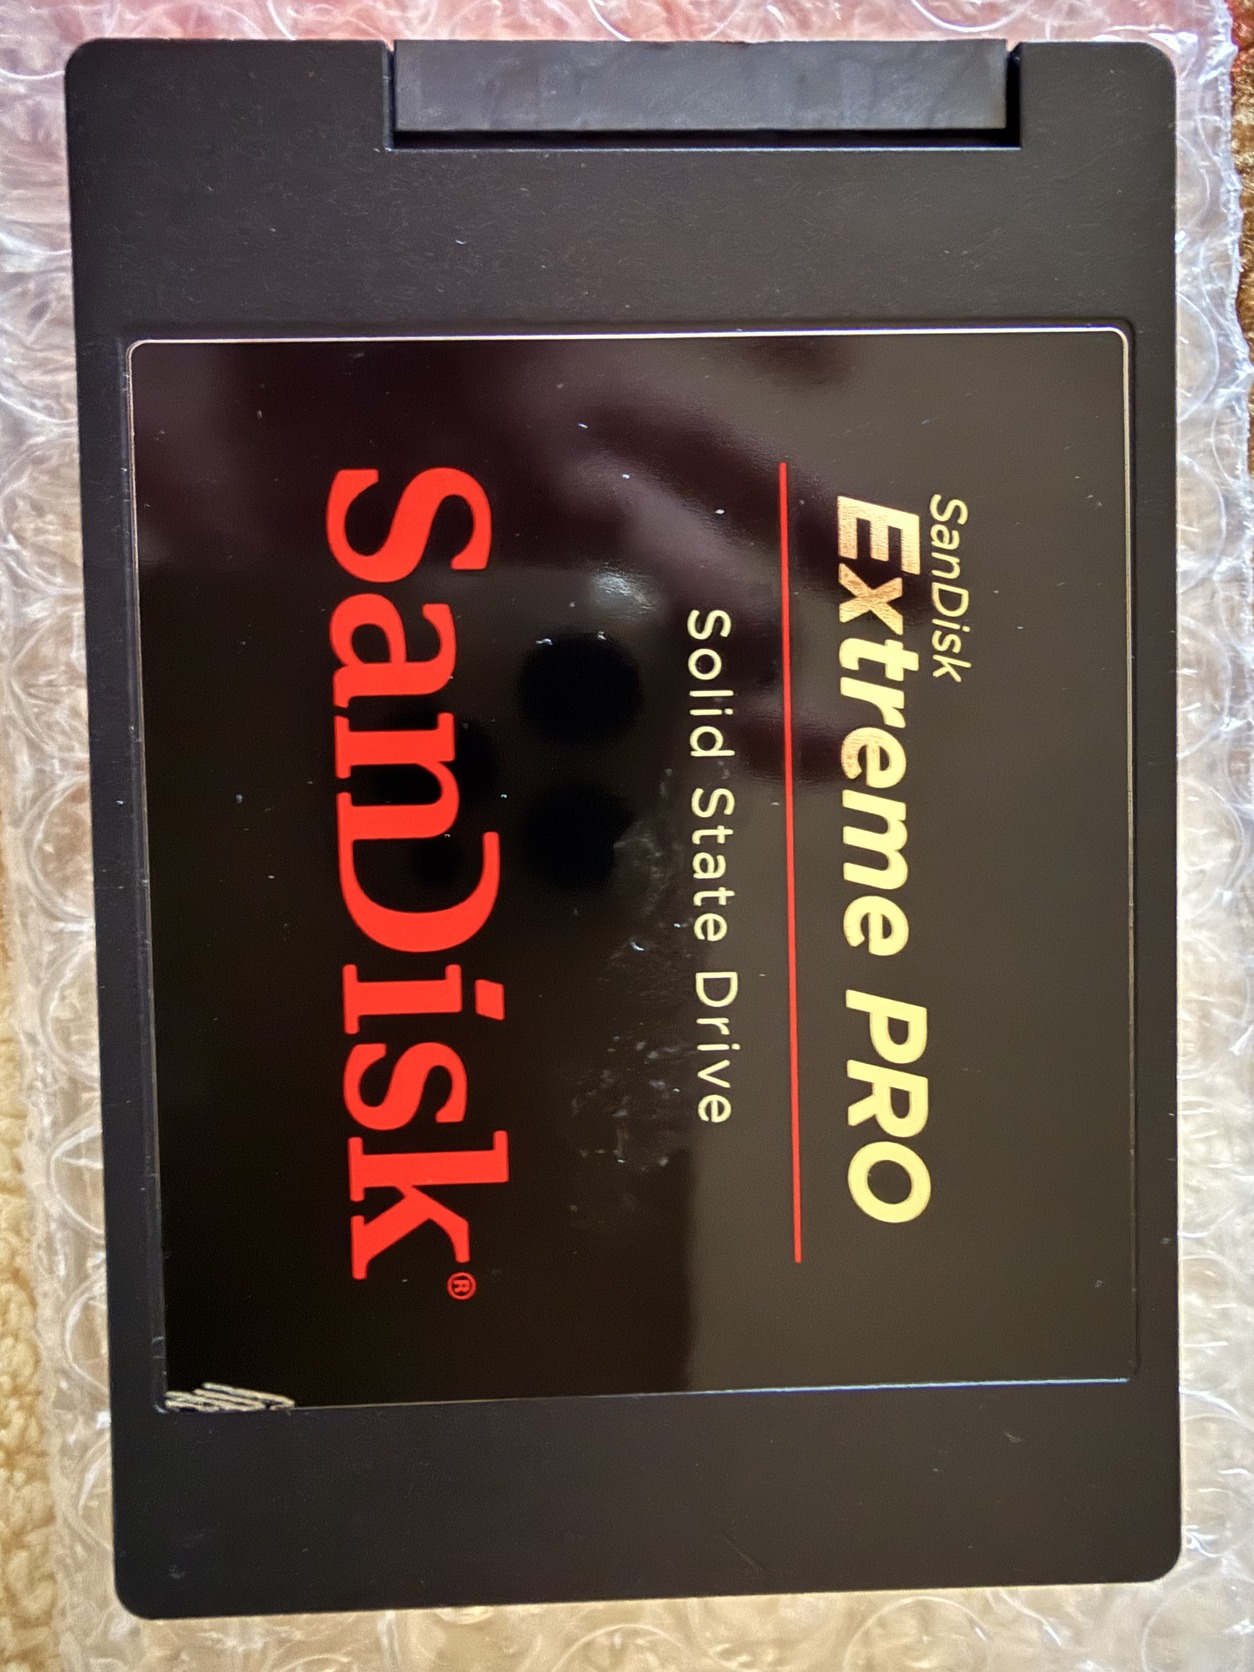 SanDisk
Extreme PRO
Solid State Drive
SanDisk®